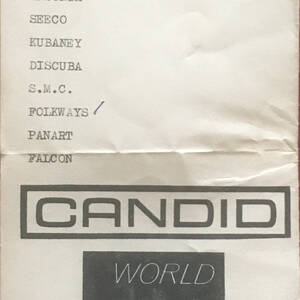 SEECO
KUBANEY
DISCUBA
S.M.C.
FOLKWAYS
PANART
FALCON
CANDID
WORLD